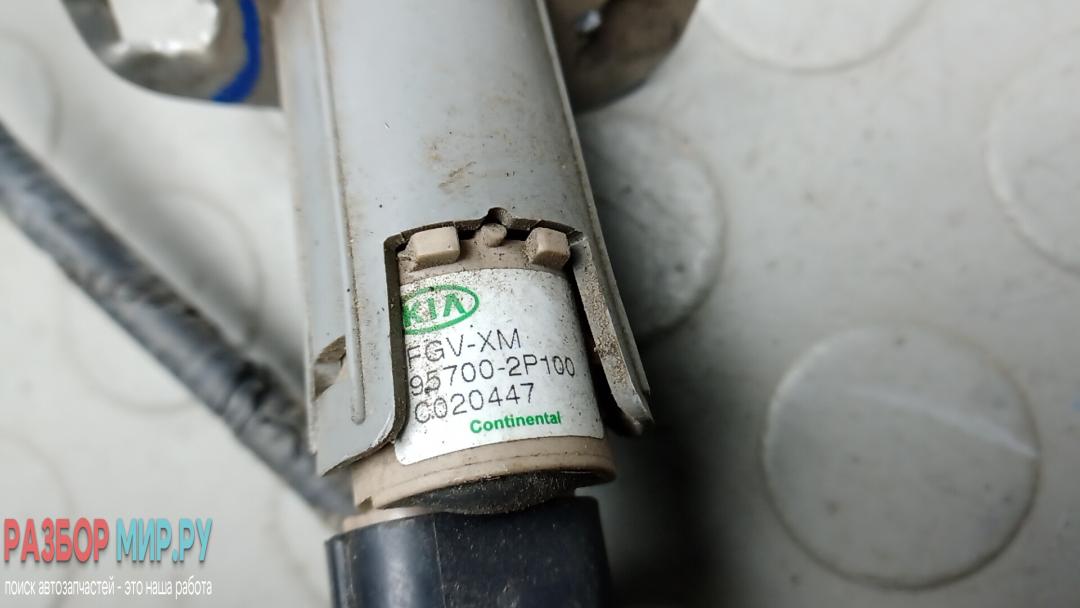 KIA
FGV-XM
95700-2P100
C020447
Continental
РАЗБОР МИР.РУ
поиск автозапчастей - это наша работа